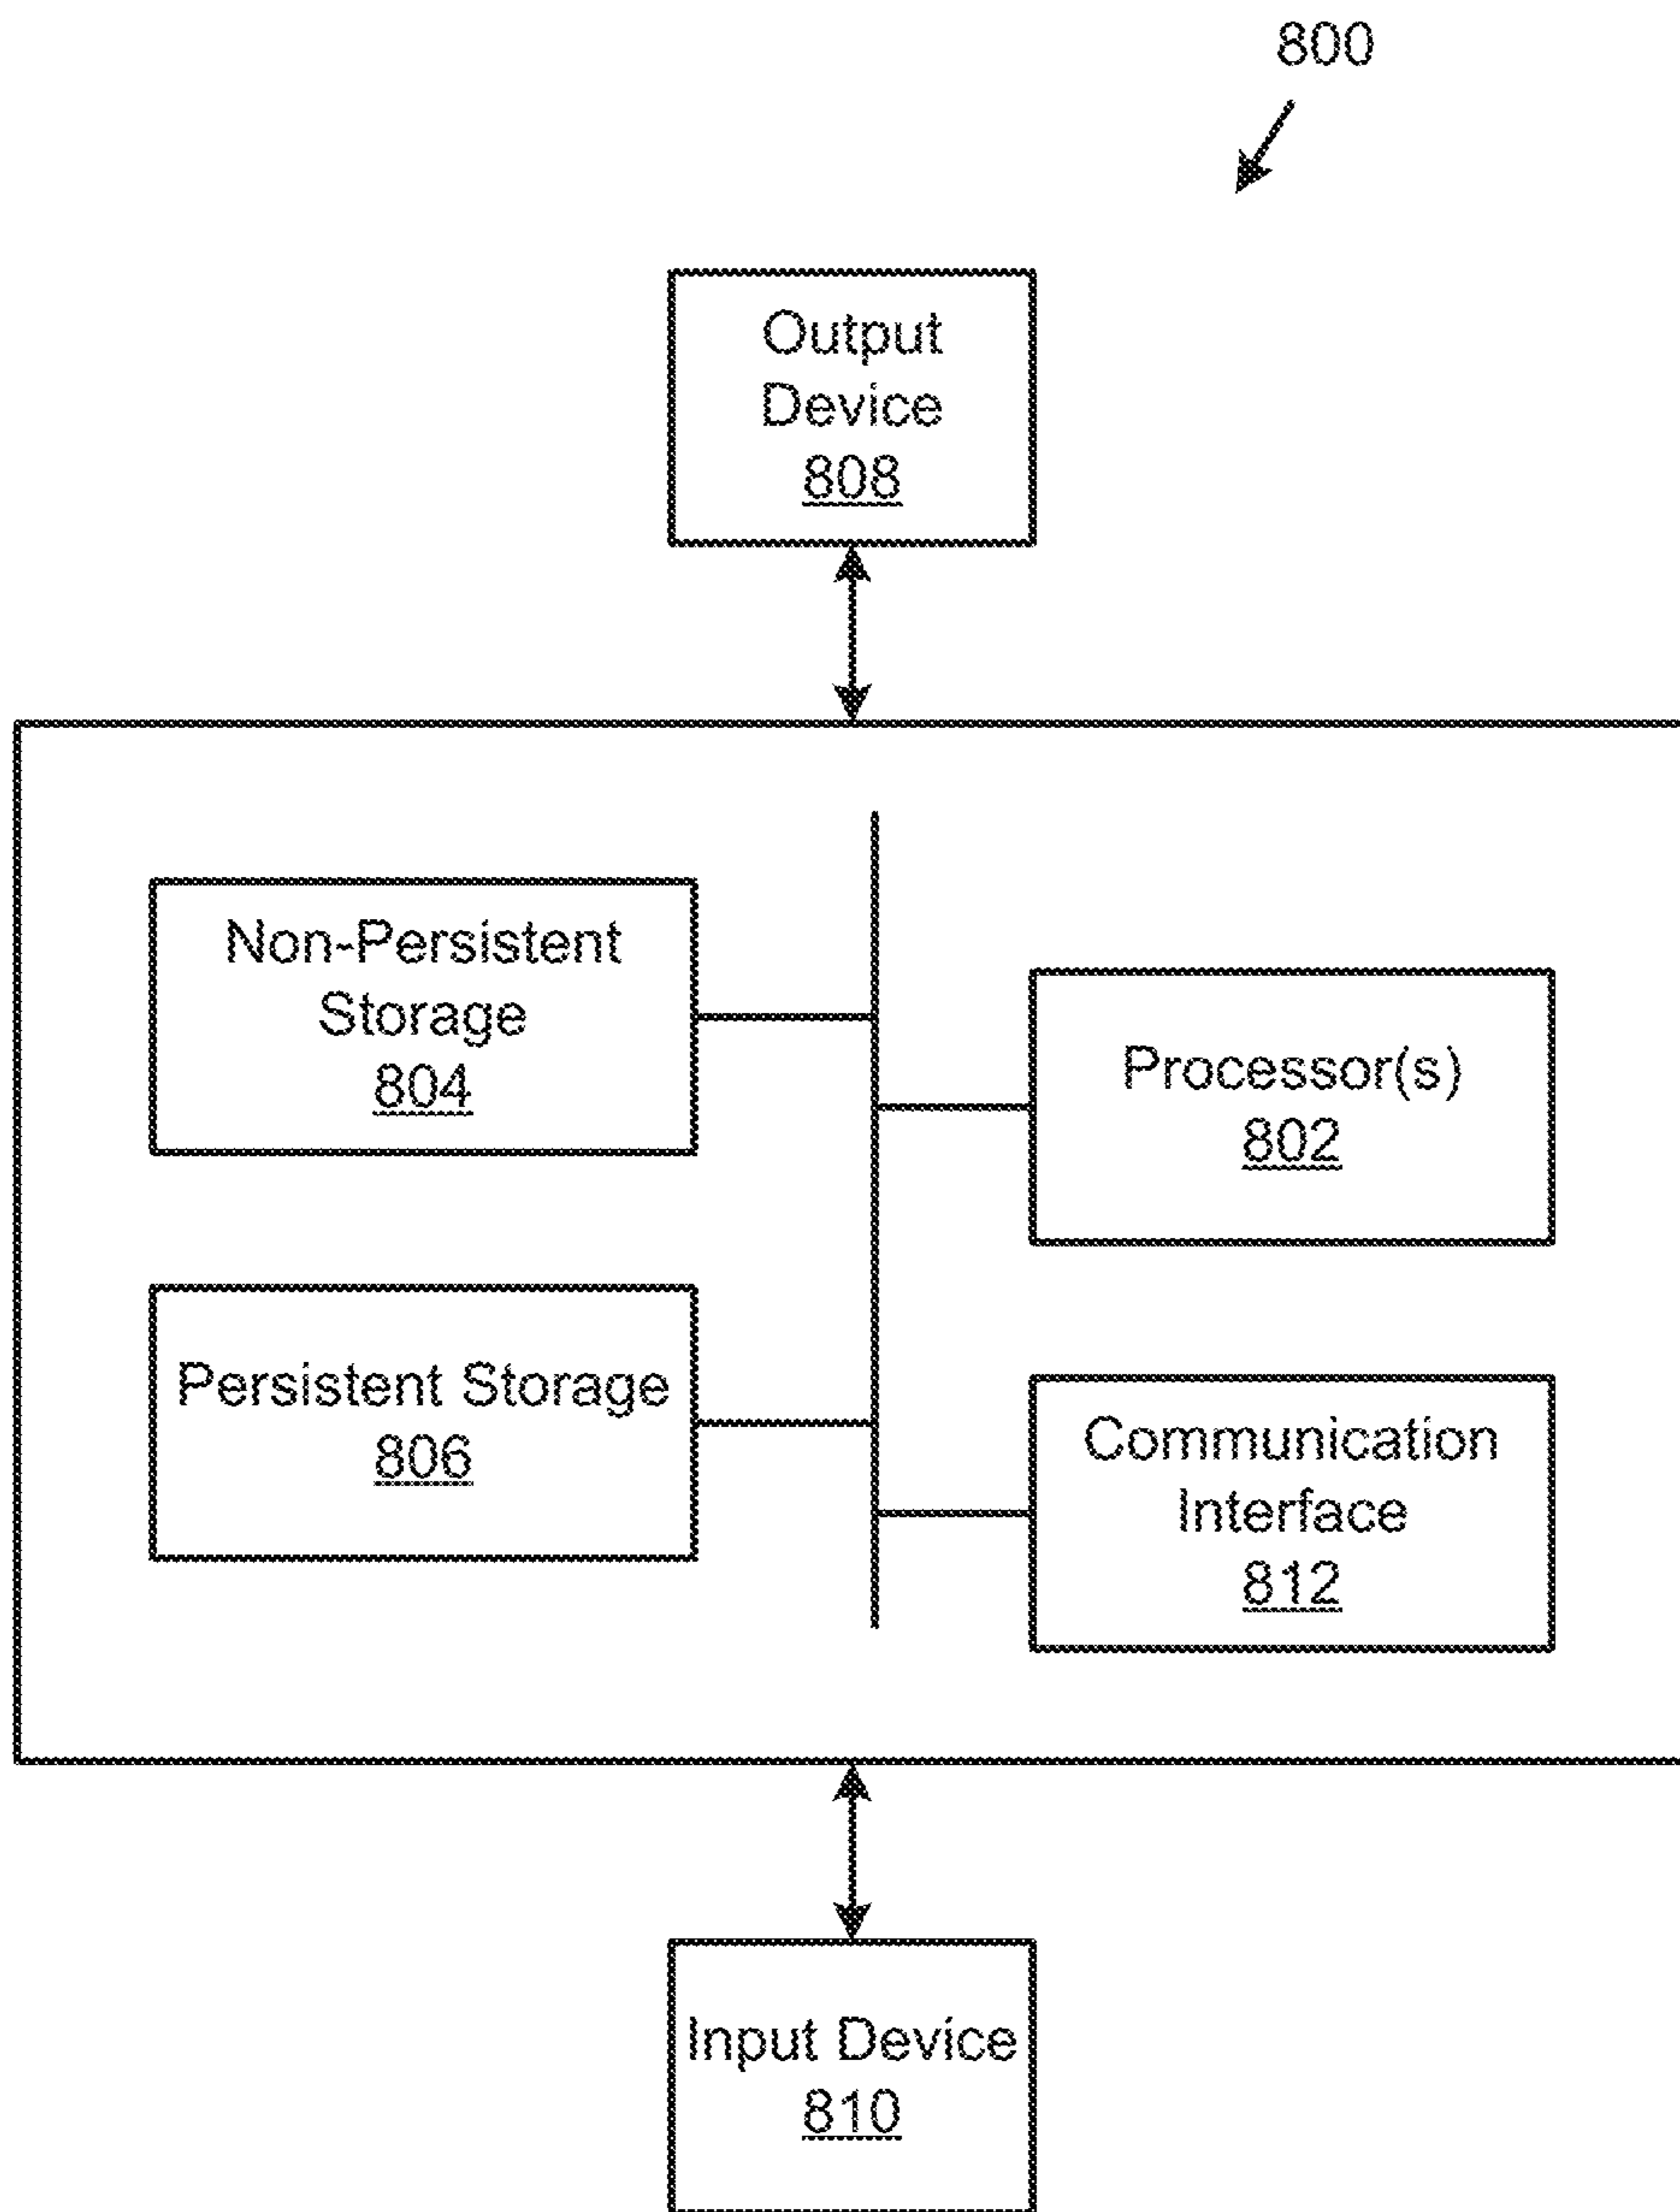 800
Output
Device
808
Non-Persistent
Storage
804
Processor(s)
802
Persistent Storage
806
Communication
Interface
812
Input Device
810